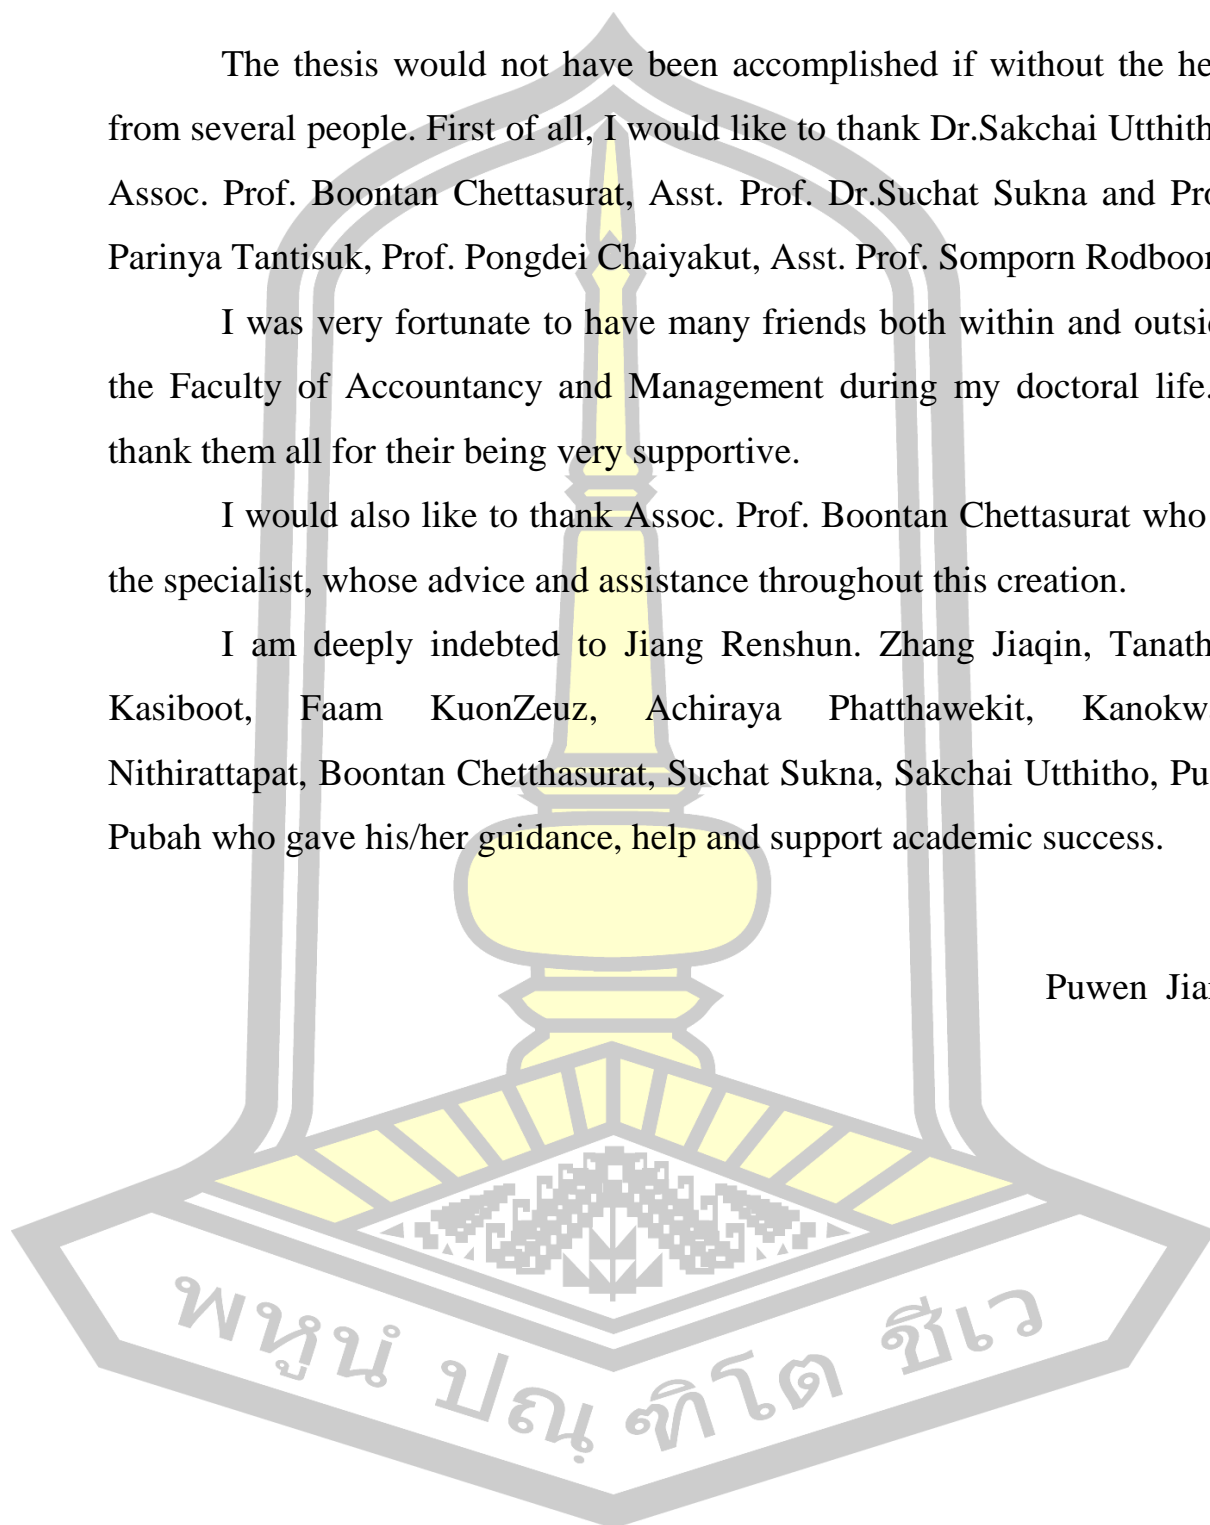 The thesis would not have been accomplished if without the he
from several people. First of all, I would like to thank Dr.Sakchai Utthith
Assoc. Prof. Boontan Chettasurat, Asst. Prof. Dr.Suchat Sukna and Pro
Parinya Tantisuk, Prof. Pongdei Chaiyakut, Asst. Prof. Somporn Rodboon
I was very fortunate to have many friends both within and outsi
the Faculty of Accountancy and Management during my doctoral life.
thank them all for their being very supportive.
I would also like to thank Assoc. Prof. Boontan Chettasurat who
the specialist, whose advice and assistance throughout this creation.
I am deeply indebted to Jiang Renshun. Zhang Jiaqin, Tanath
Kasiboot, Faam KuonZeuz, Achiraya Phatthawekit, Kanokw
Nithirattapat, Boontan Chetthasurat, Suchat Sukna, Sakchai Utthitho, Pu
Pubah who gave his/her guidance, help and support academic success.
Puwen Jia
พหูนํ ปณฺฑิโต ชีเว